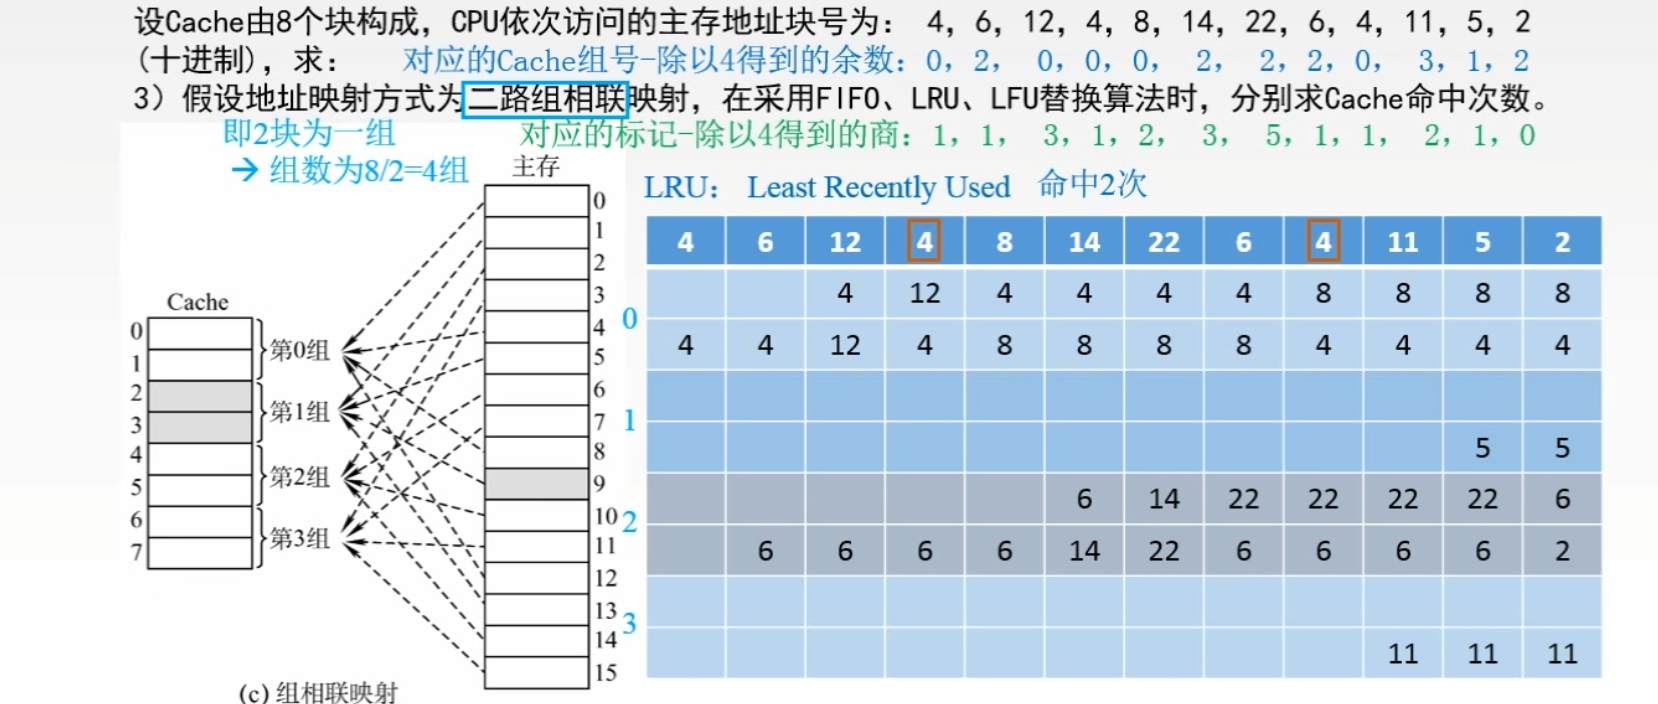 设Cache由8个块构成，CPU依次访问的主存地址块号为： 4，6，12，4，8，14，22，6，4，11，5，2
(十进制)，求： 对应的Cache组号-除以4得到的余数：0，2，0，0，0，2，2，2，0，3，1，2
3）假设地址映射方式为二路组相联映射，在采用FIFO、LRU、LFU替换算法时，分别求Cache命中次数。
即2块为一组 对应的标记-除以4得到的商：1，1，3，1，2，3，5，1，1，2，1，0
→ 组数为8/2=4组
主存
0
1
2
3
4
5
6
7
8
9
10
11
12
13
14
15
Cache
0
1
2
3
4
5
6
7
第0组
第1组
第2组
第3组
(c) 组相联映射
LRU： Least Recently Used 命中2次
4 6 12 4 8 14 22 6 4 11 5 2
0
4 12 4 4 4 4 8 8 8 8
4 4 12 4 8 8 8 8 4 4 4 4
1
5 5
2
6 14 22 22 22 22 6
6 6 6 6 14 22 6 6 6 6 2
3
11 11 11